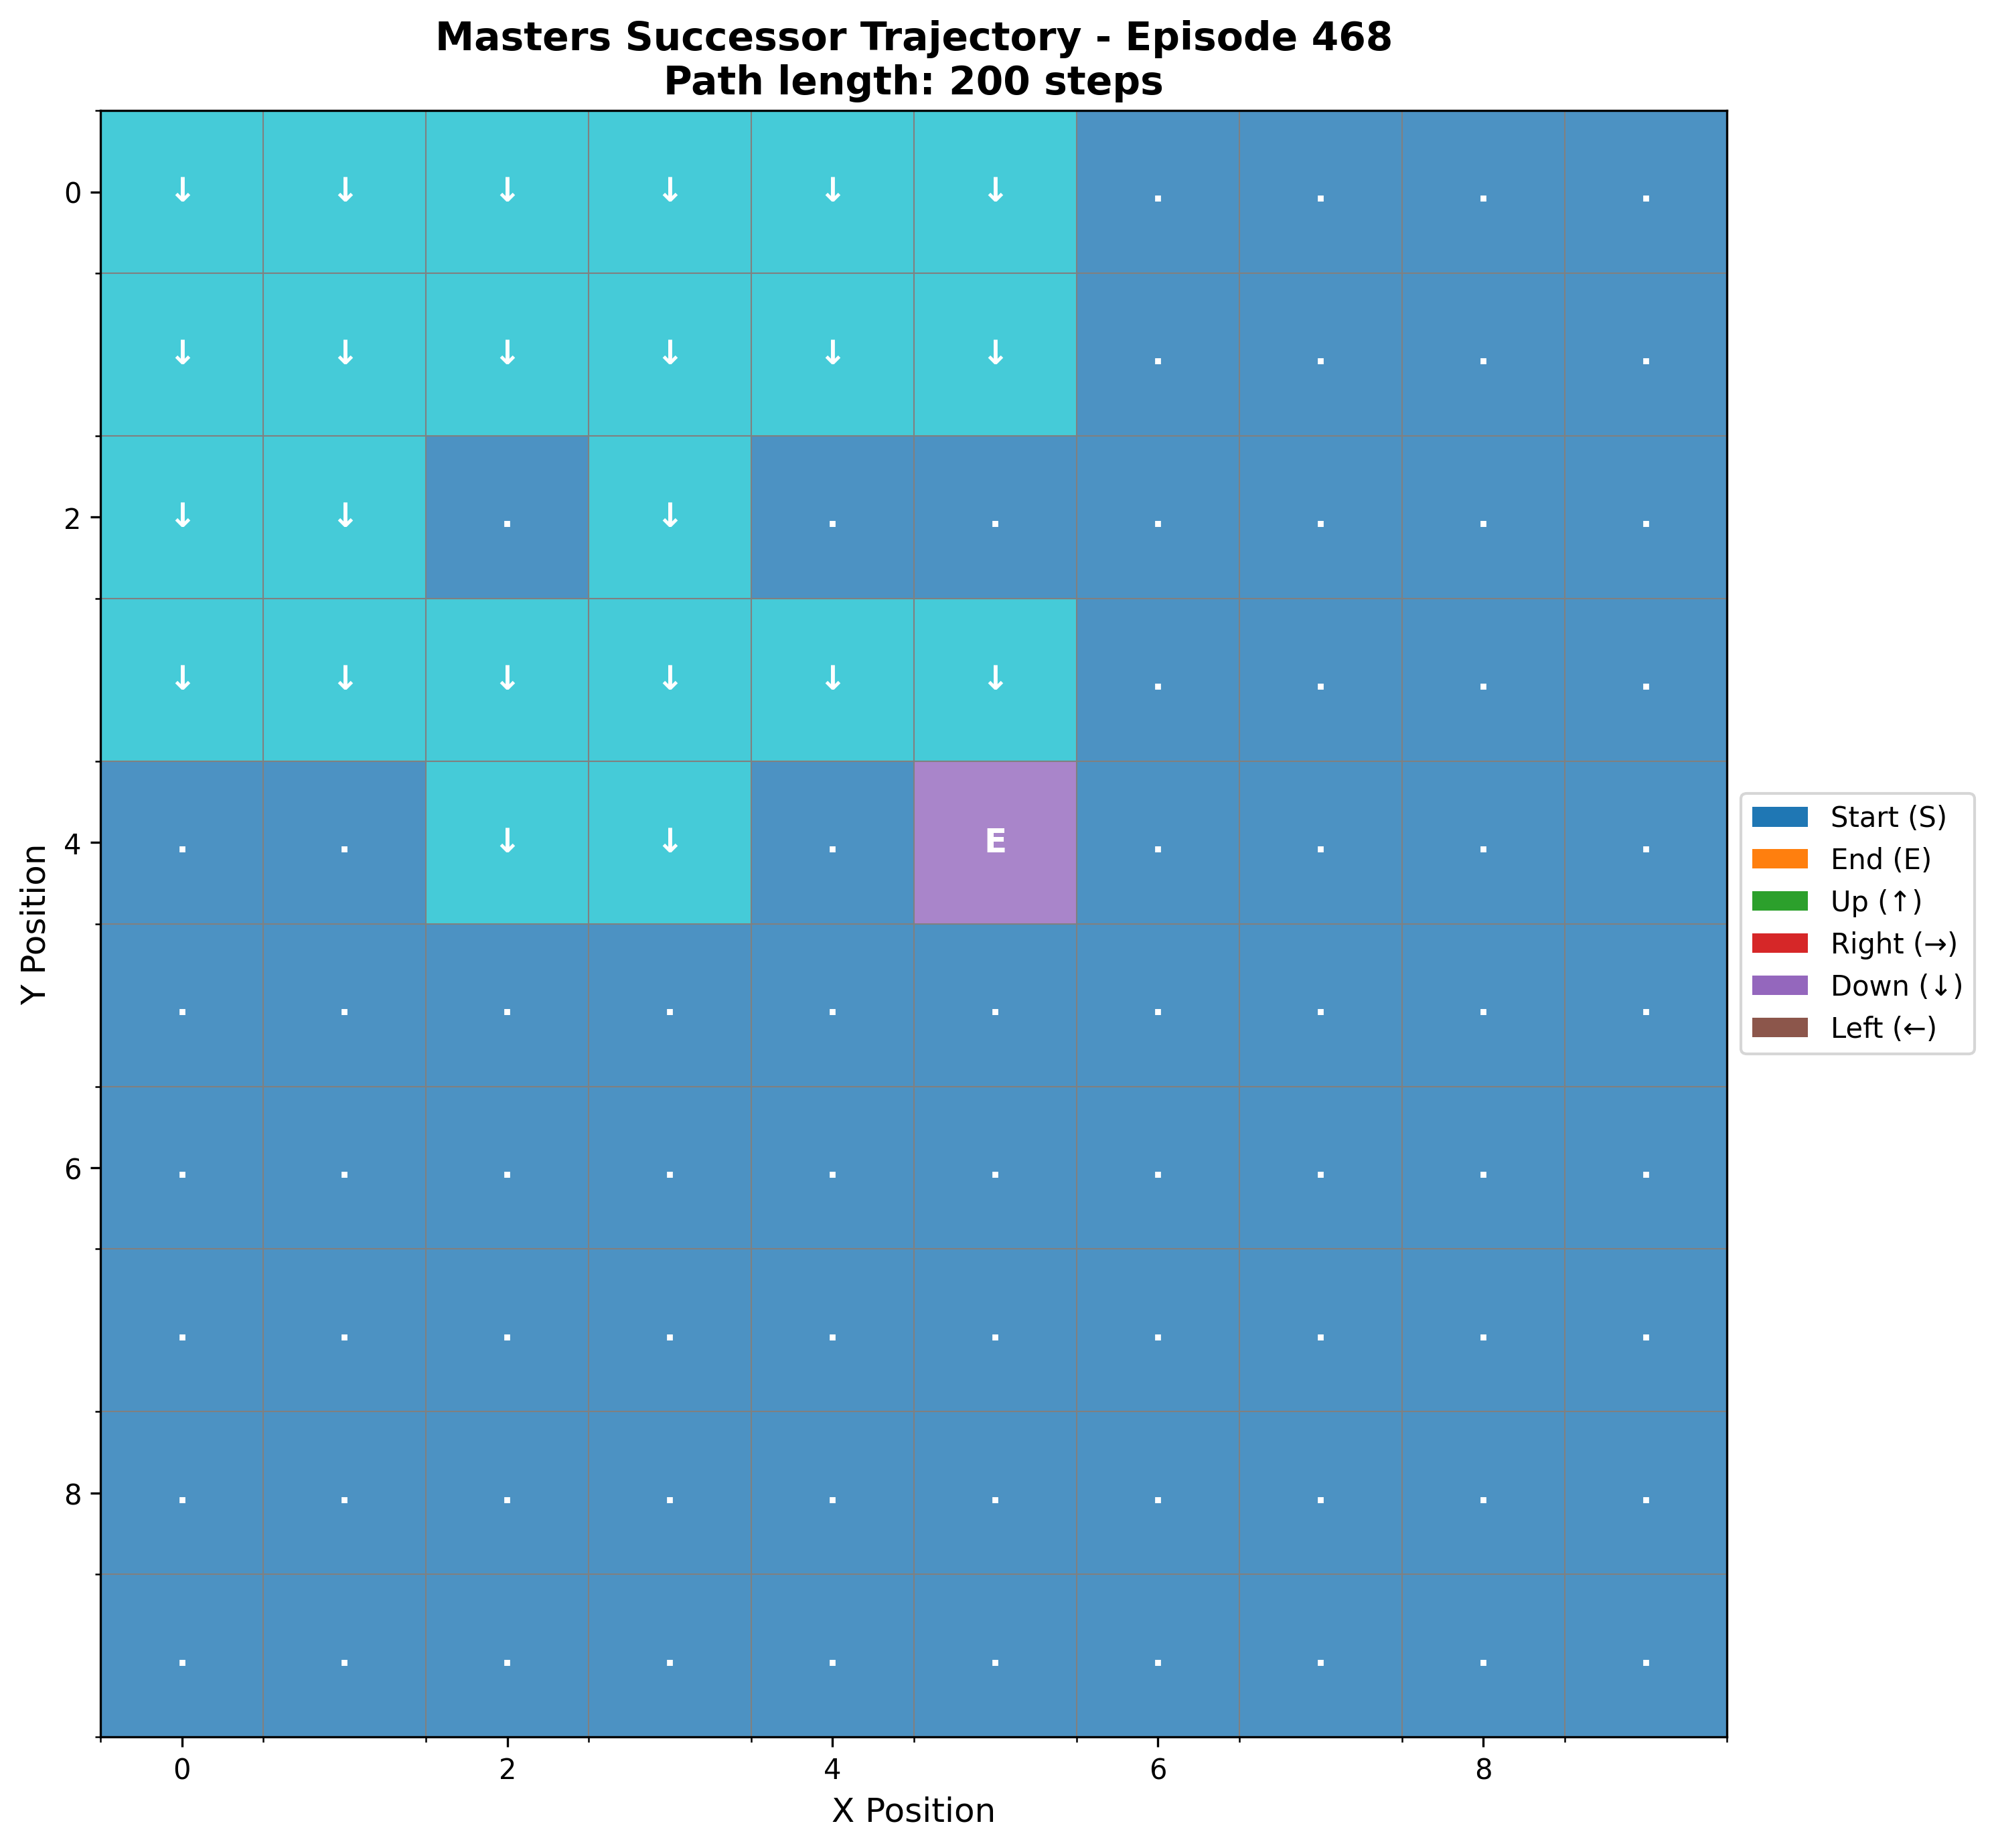 Masters Successor Trajectory - Episode 468
Path length: 200 steps
0 ↓ ↓ ↓ ↓ ↓ ↓ . . . .
↓ ↓ ↓ ↓ ↓ ↓ . . . .
2 ↓ ↓ . ↓ . . . . . .
↓ ↓ ↓ ↓ ↓ ↓ . . . .
4 . . ↓ ↓ . E . . . .
. . . . . . . . . .
6 . . . . . . . . . .
. . . . . . . . . .
8 . . . . . . . . . .
. . . . . . . . . .
0 2 4 6 8
X Position
Y Position
Start (S)
End (E)
Up (↑)
Right (→)
Down (↓)
Left (←)